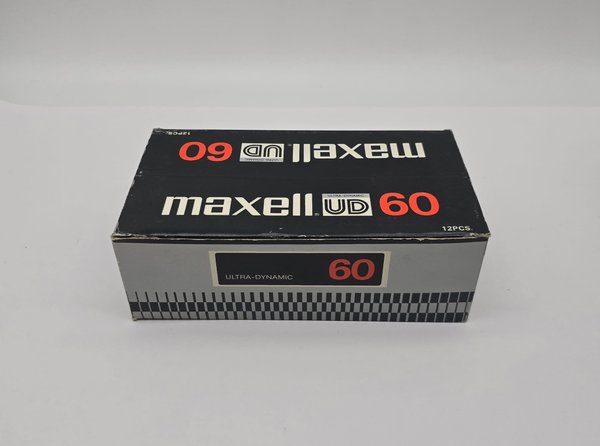 12PCS.
maxell UD 60
ULTRA-DYNAMIC
maxell UD 60
12PCS.
ULTRA-DYNAMIC 60